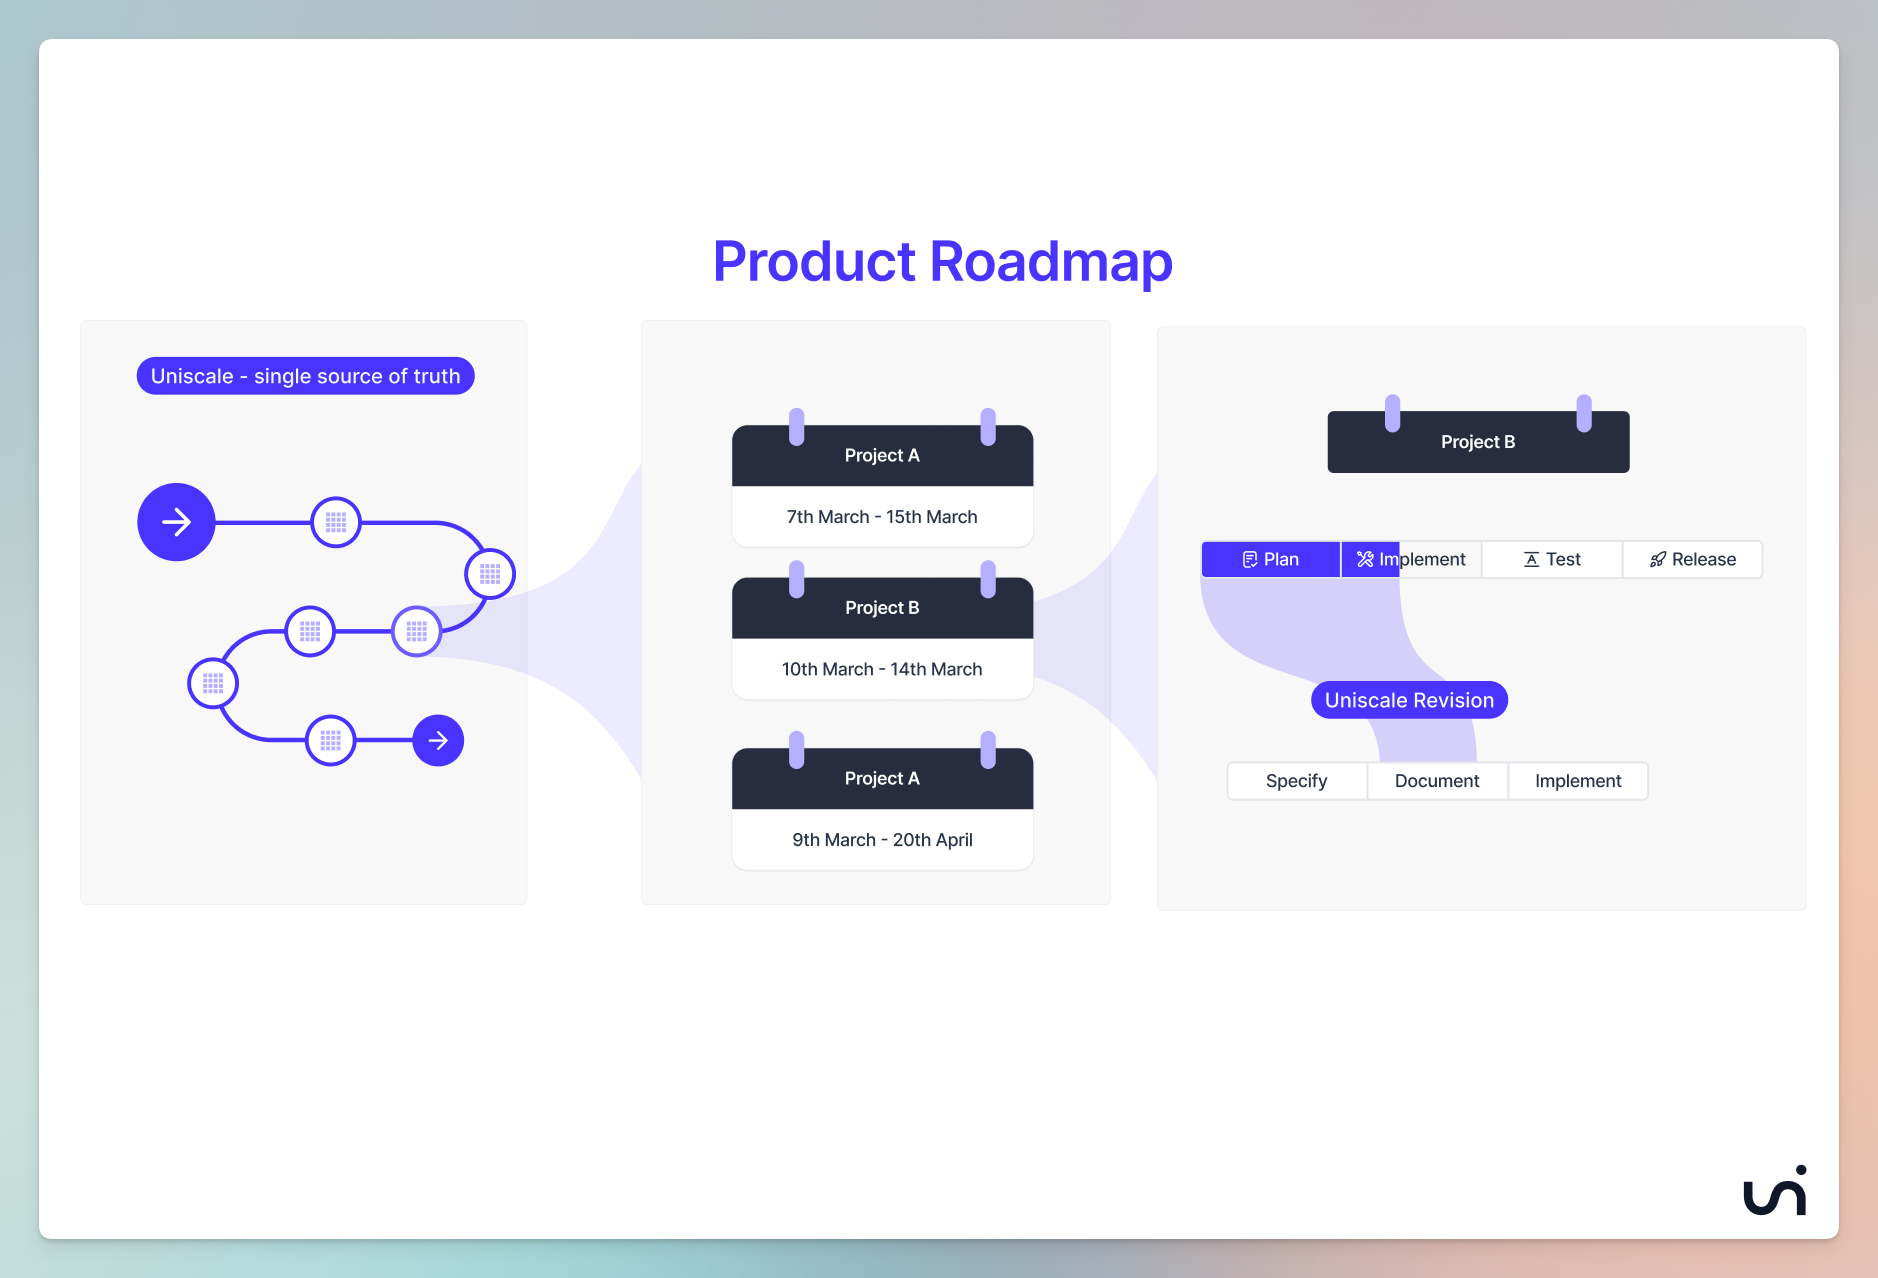 Product Roadmap
Uniscale - single source of truth
Project A
7th March - 15th March
Project B
10th March - 14th March
Project A
9th March - 20th April
Project B
Plan
Implement
Test
Release
Uniscale Revision
Specify
Document
Implement
uni